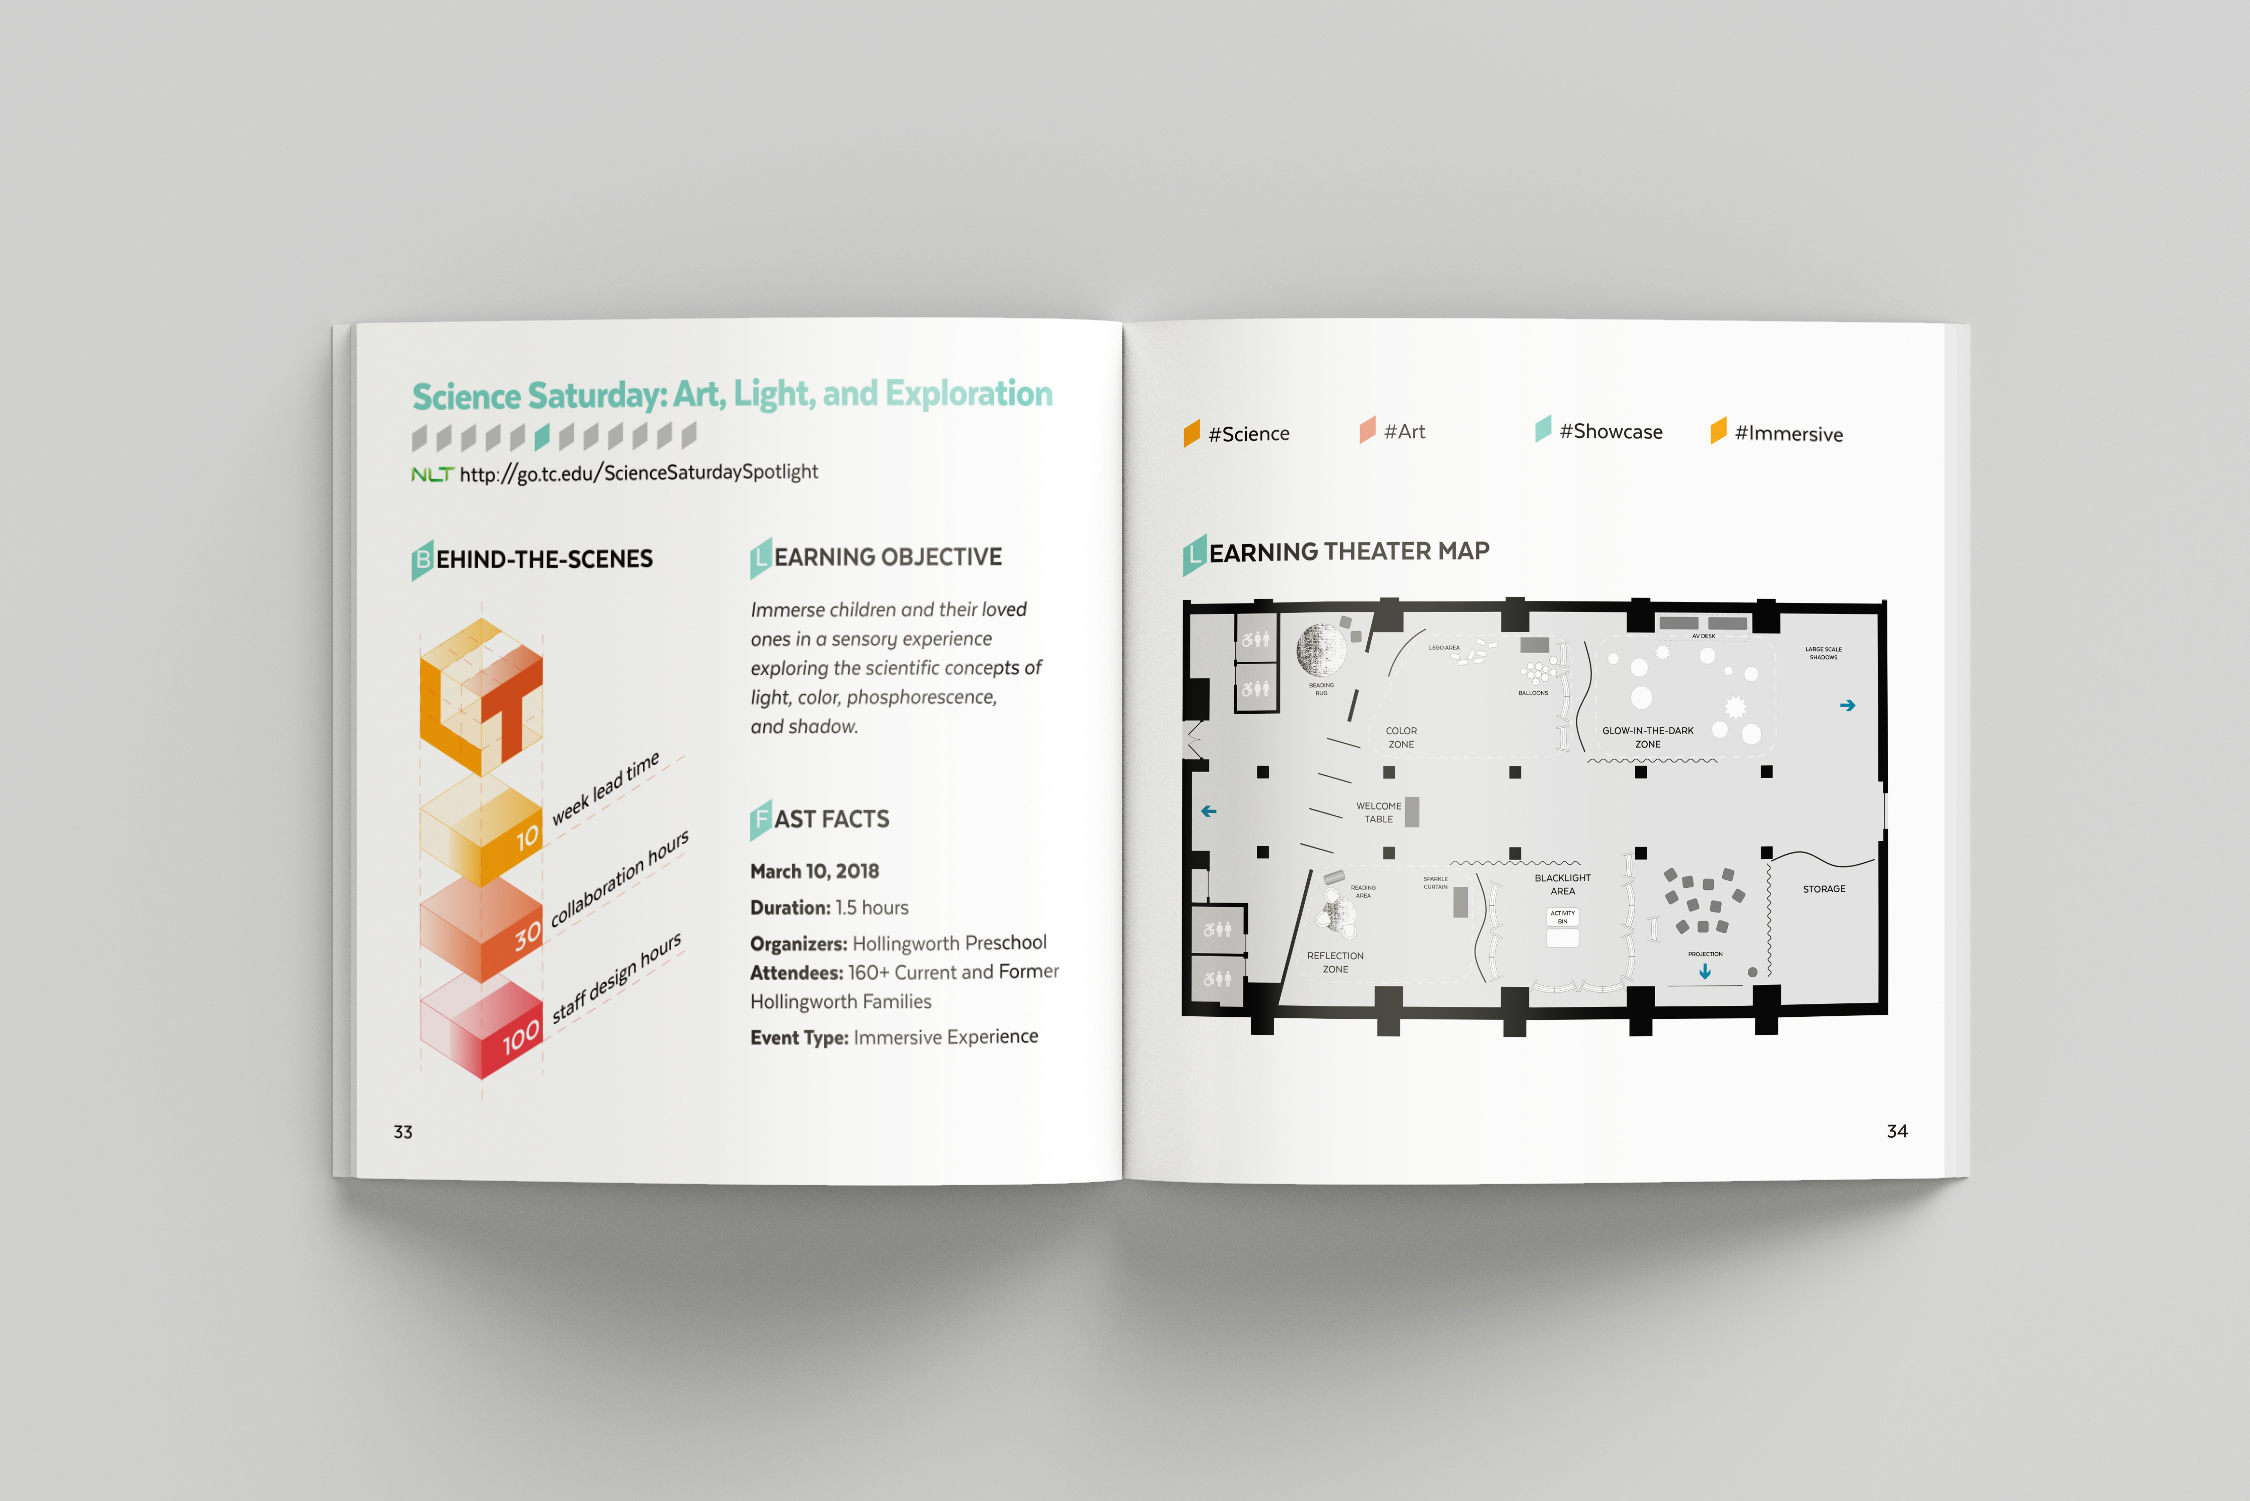 Science Saturday: Art, Light, and Exploration
NLT http://go.tc.edu/ScienceSaturdaySpotlight
BEHIND-THE-SCENES
LT
10 week lead time
30 collaboration hours
100 staff design hours
LEARNING OBJECTIVE
Immerse children and their loved
ones in a sensory experience
exploring the scientific concepts of
light, color, phosphorescence,
and shadow.
FAST FACTS
March 10, 2018
Duration: 1.5 hours
Organizers: Hollingworth Preschool
Attendees: 160+ Current and Former
Hollingworth Families
Event Type: Immersive Experience
33
#Science #Art #Showcase #Immersive
LEARNING THEATER MAP
AV DESK
LEGO AREA
LARGE SCALE
SHADOWS
READING
RUG
BALLOONS
COLOR
ZONE
GLOW-IN-THE-DARK
ZONE
WELCOME
TABLE
SPARKLE
CURTAIN
READING
AREA
BLACKLIGHT
AREA
STORAGE
ACTIVITY
BIN
REFLECTION
ZONE
PROJECTION
34